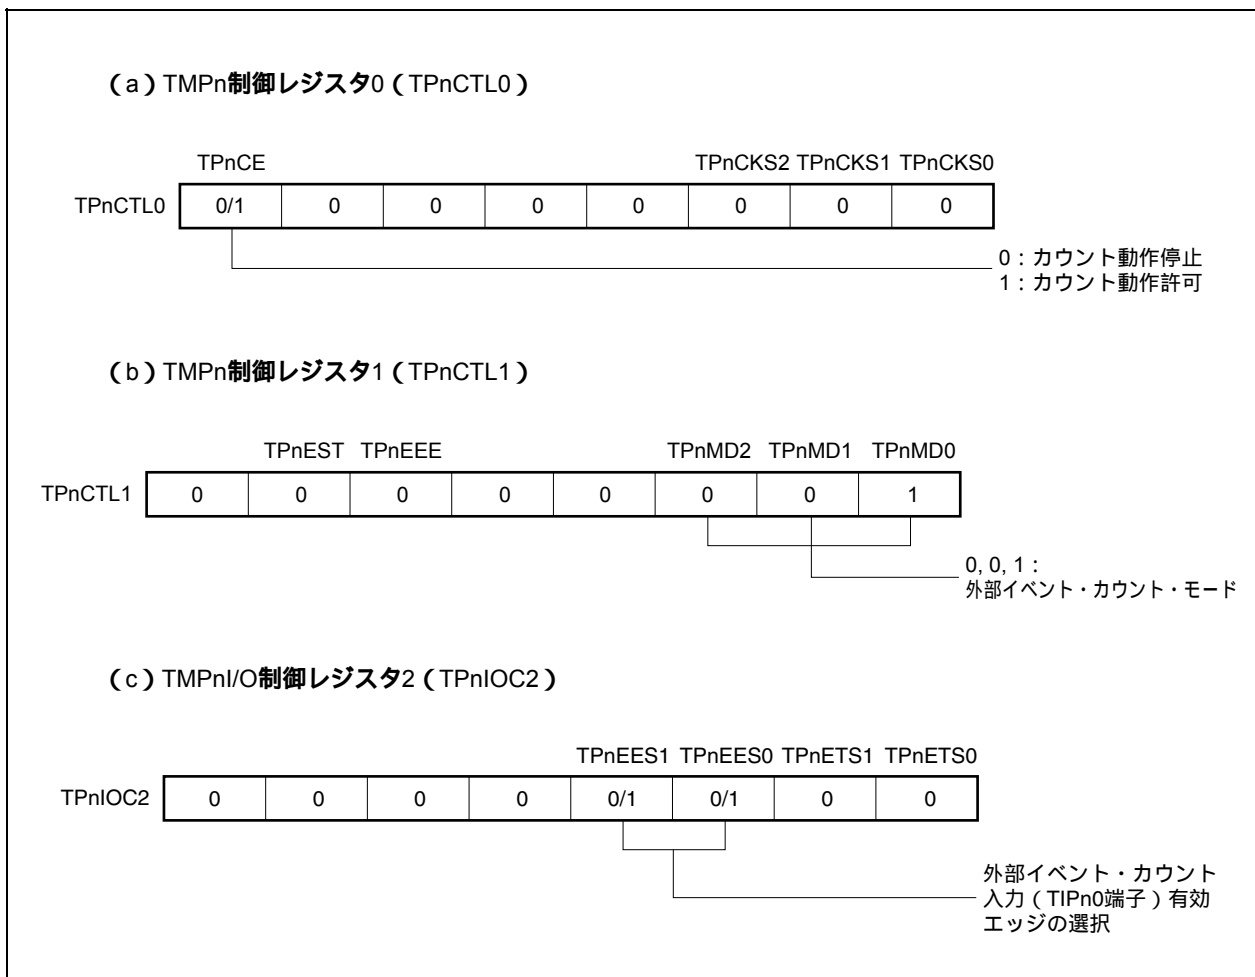 （a）TMPn制御レジスタ0（TPnCTL0）
TPnCE TPnCKS2 TPnCKS1 TPnCKS0
TPnCTL0 0/1 0 0 0 0 0 0 0
0：カウント動作停止
1：カウント動作許可
（b）TMPn制御レジスタ1（TPnCTL1）
TPnEST TPnEEE TPnMD2 TPnMD1 TPnMD0
TPnCTL1 0 0 0 0 0 0 0 1
0, 0, 1：
外部イベント・カウント・モード
（c）TMPnI/O制御レジスタ2（TPnIOC2）
TPnEES1 TPnEES0 TPnETS1 TPnETS0
TPnIOC2 0 0 0 0 0/1 0/1 0 0
外部イベント・カウント
入力（TIPn0端子）有効
エッジの選択